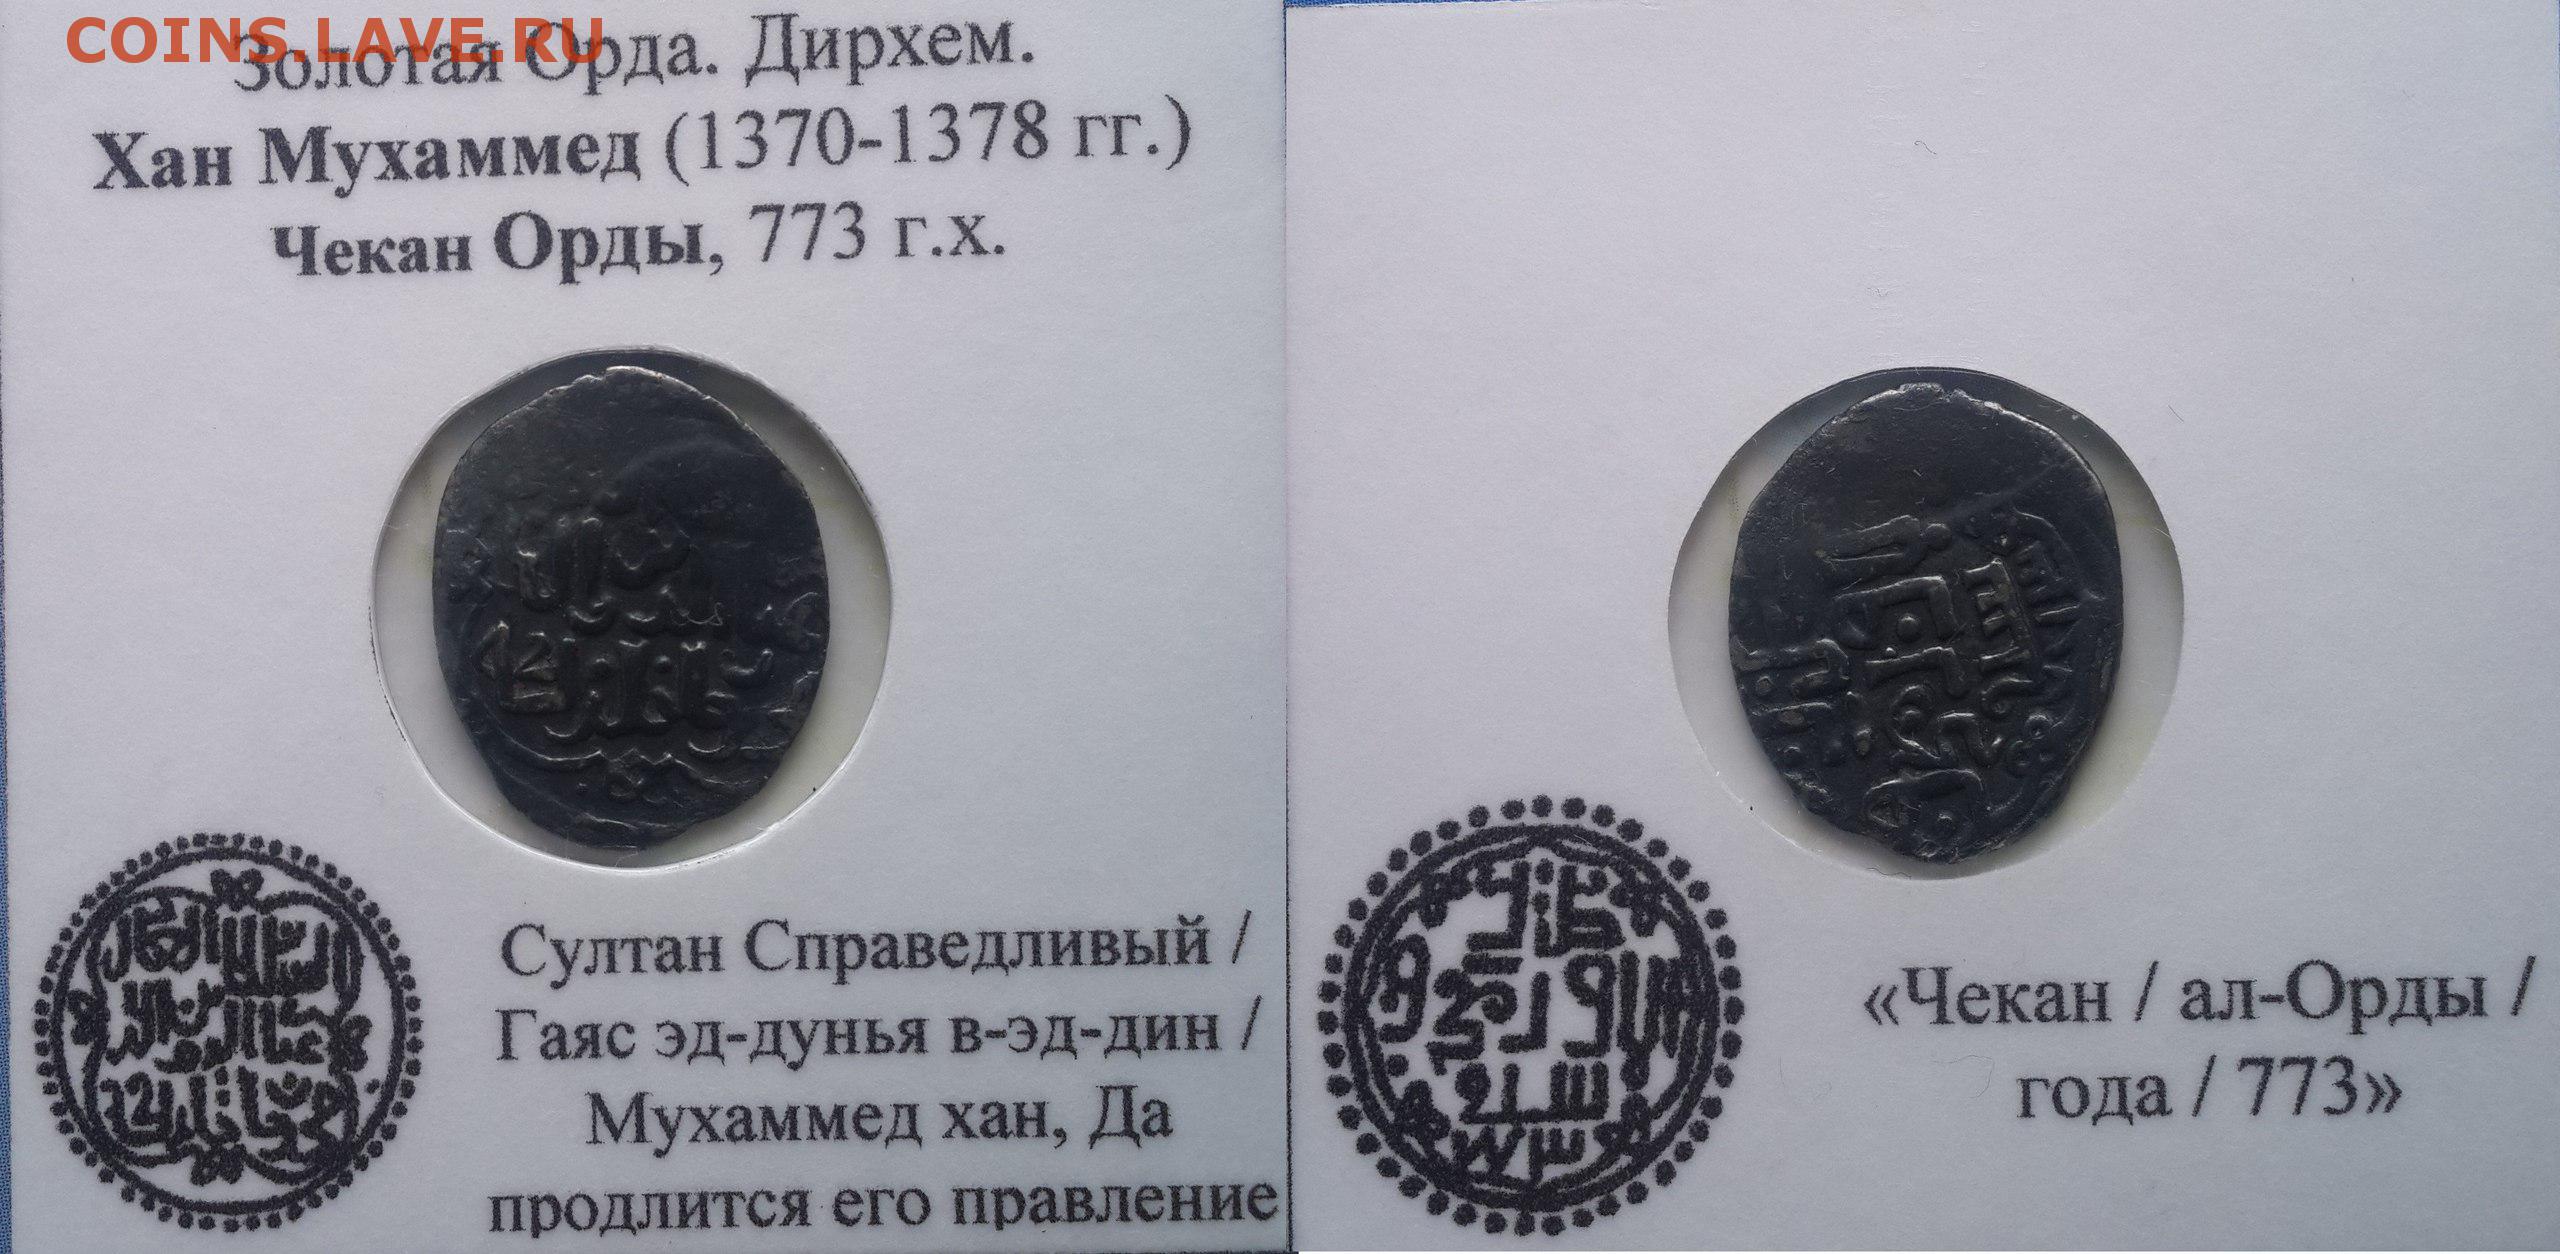 COINS.LAVE.RU
Золотая Орда. Дирхем.
Хан Мухаммед (1370-1378 гг.)
Чекан Орды, 773 г.х.
Султан Справедливый /
Гаяс эд-дунья в-эд-дин /
Мухаммед хан, Да
продлится его правление
«Чекан / ал-Орды /
года / 773»